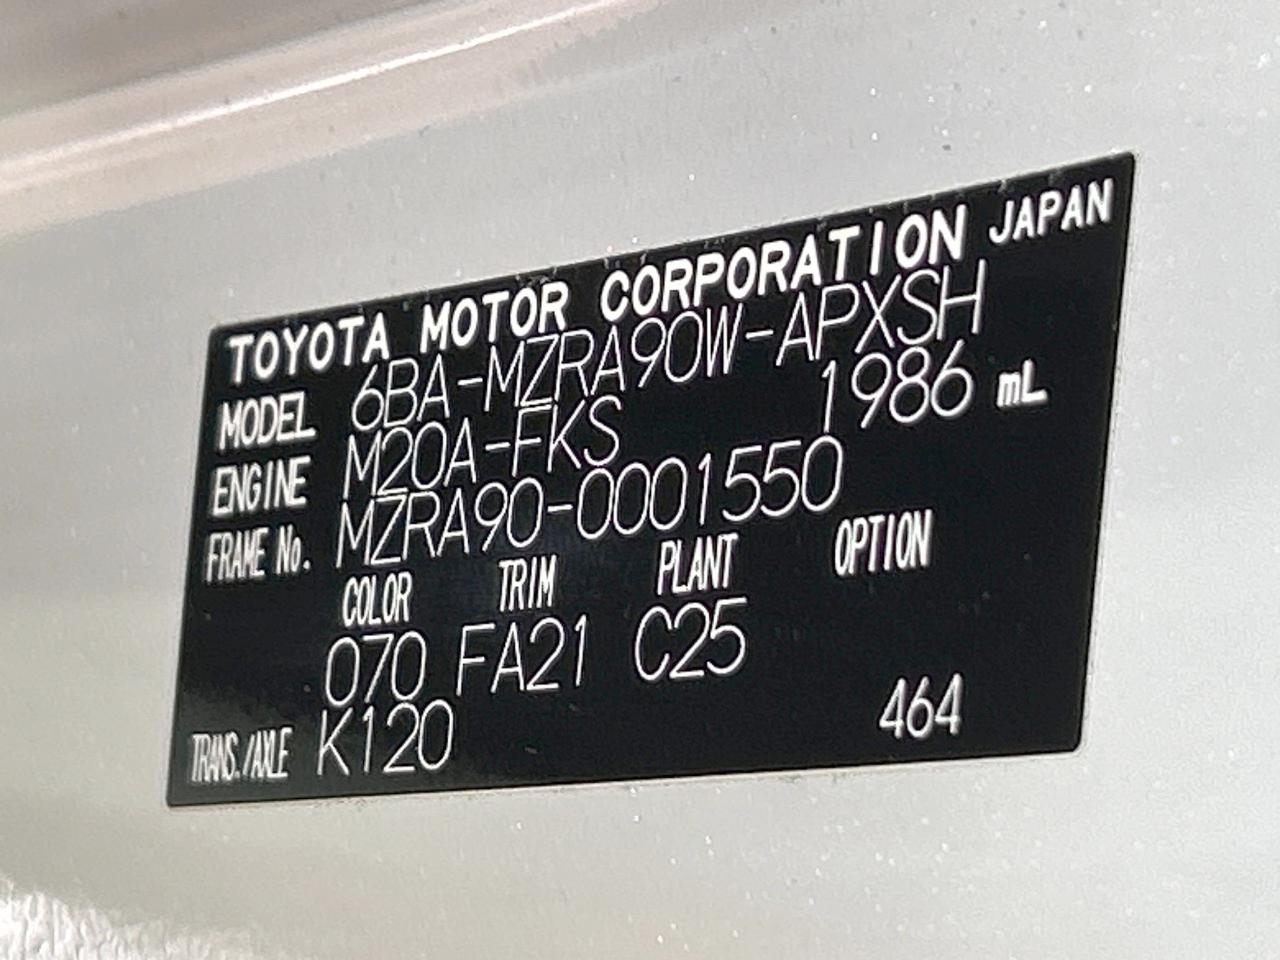 TOYOTA MOTOR CORPORATION JAPAN
MODEL 6BA-MZRA90W-APXSH
ENGINE M20A-FKS 1986 mL
FRAME No. MZRA90-0001550
COLOR TRIM PLANT OPTION
070 FA21 C25
TRANS./AXLE K120 464